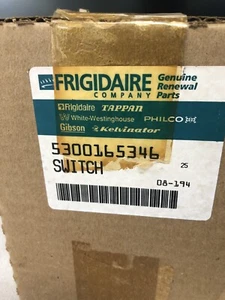 FRIGIDAIRE Genuine
COMPANY Renewal
Parts
Frigidaire TAPPAN
White-Westinghouse PHILCO
Gibson Kelvinator
5300165346
SWITCH 25
08-194